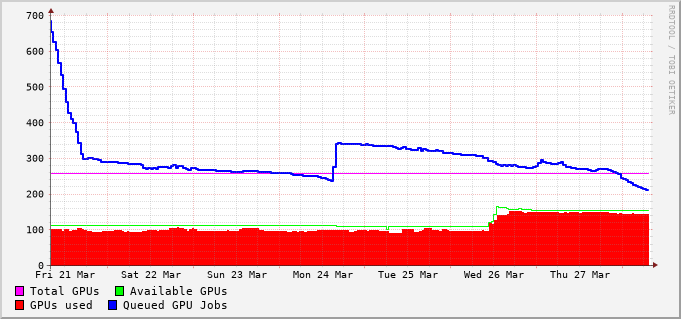 700
600
500
400
300
200
100
0
Fri 21 Mar Sat 22 Mar Sun 23 Mar Mon 24 Mar Tue 25 Mar Wed 26 Mar Thu 27 Mar
Total GPUs Available GPUs
GPUs used Queued GPU Jobs
RRDTOOL / TOBI OETIKER